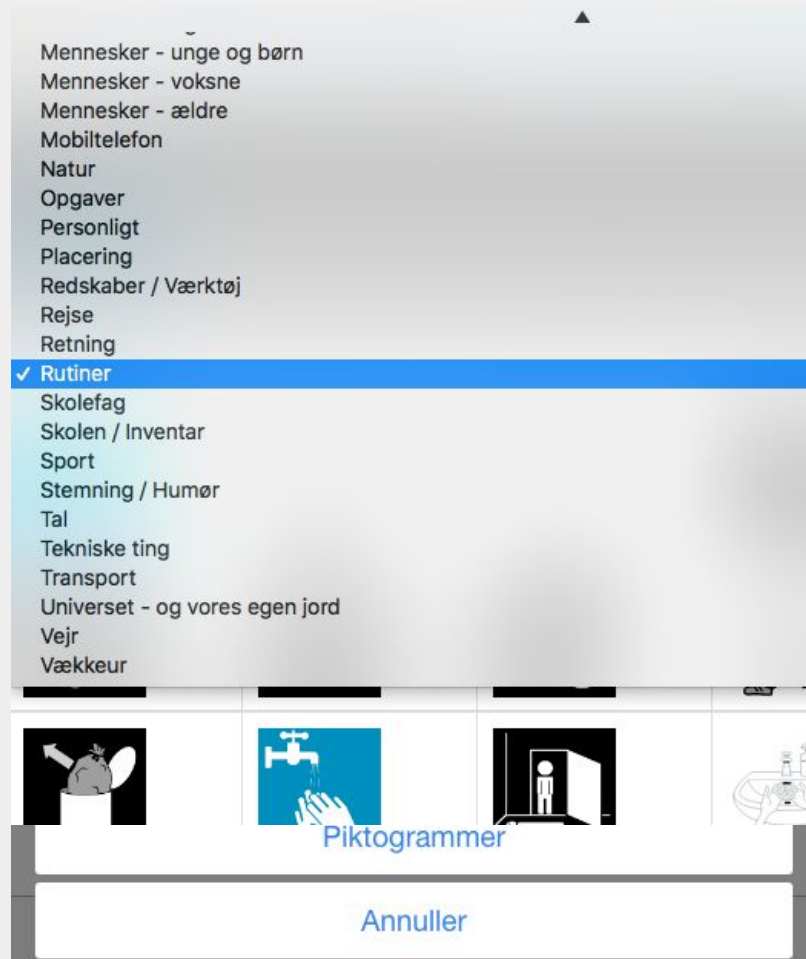 Mennesker - unge og børn
Mennesker - voksne
Mennesker - ældre
Mobiltelefon
Natur
Opgaver
Personligt
Placering
Redskaber / Værktøj
Rejse
Retning
✓ Rutiner
Skolefag
Skolen / Inventar
Sport
Stemning / Humør
Tal
Tekniske ting
Transport
Universet - og vores egen jord
Vejr
Vækkeur
Piktogrammer
Annuller